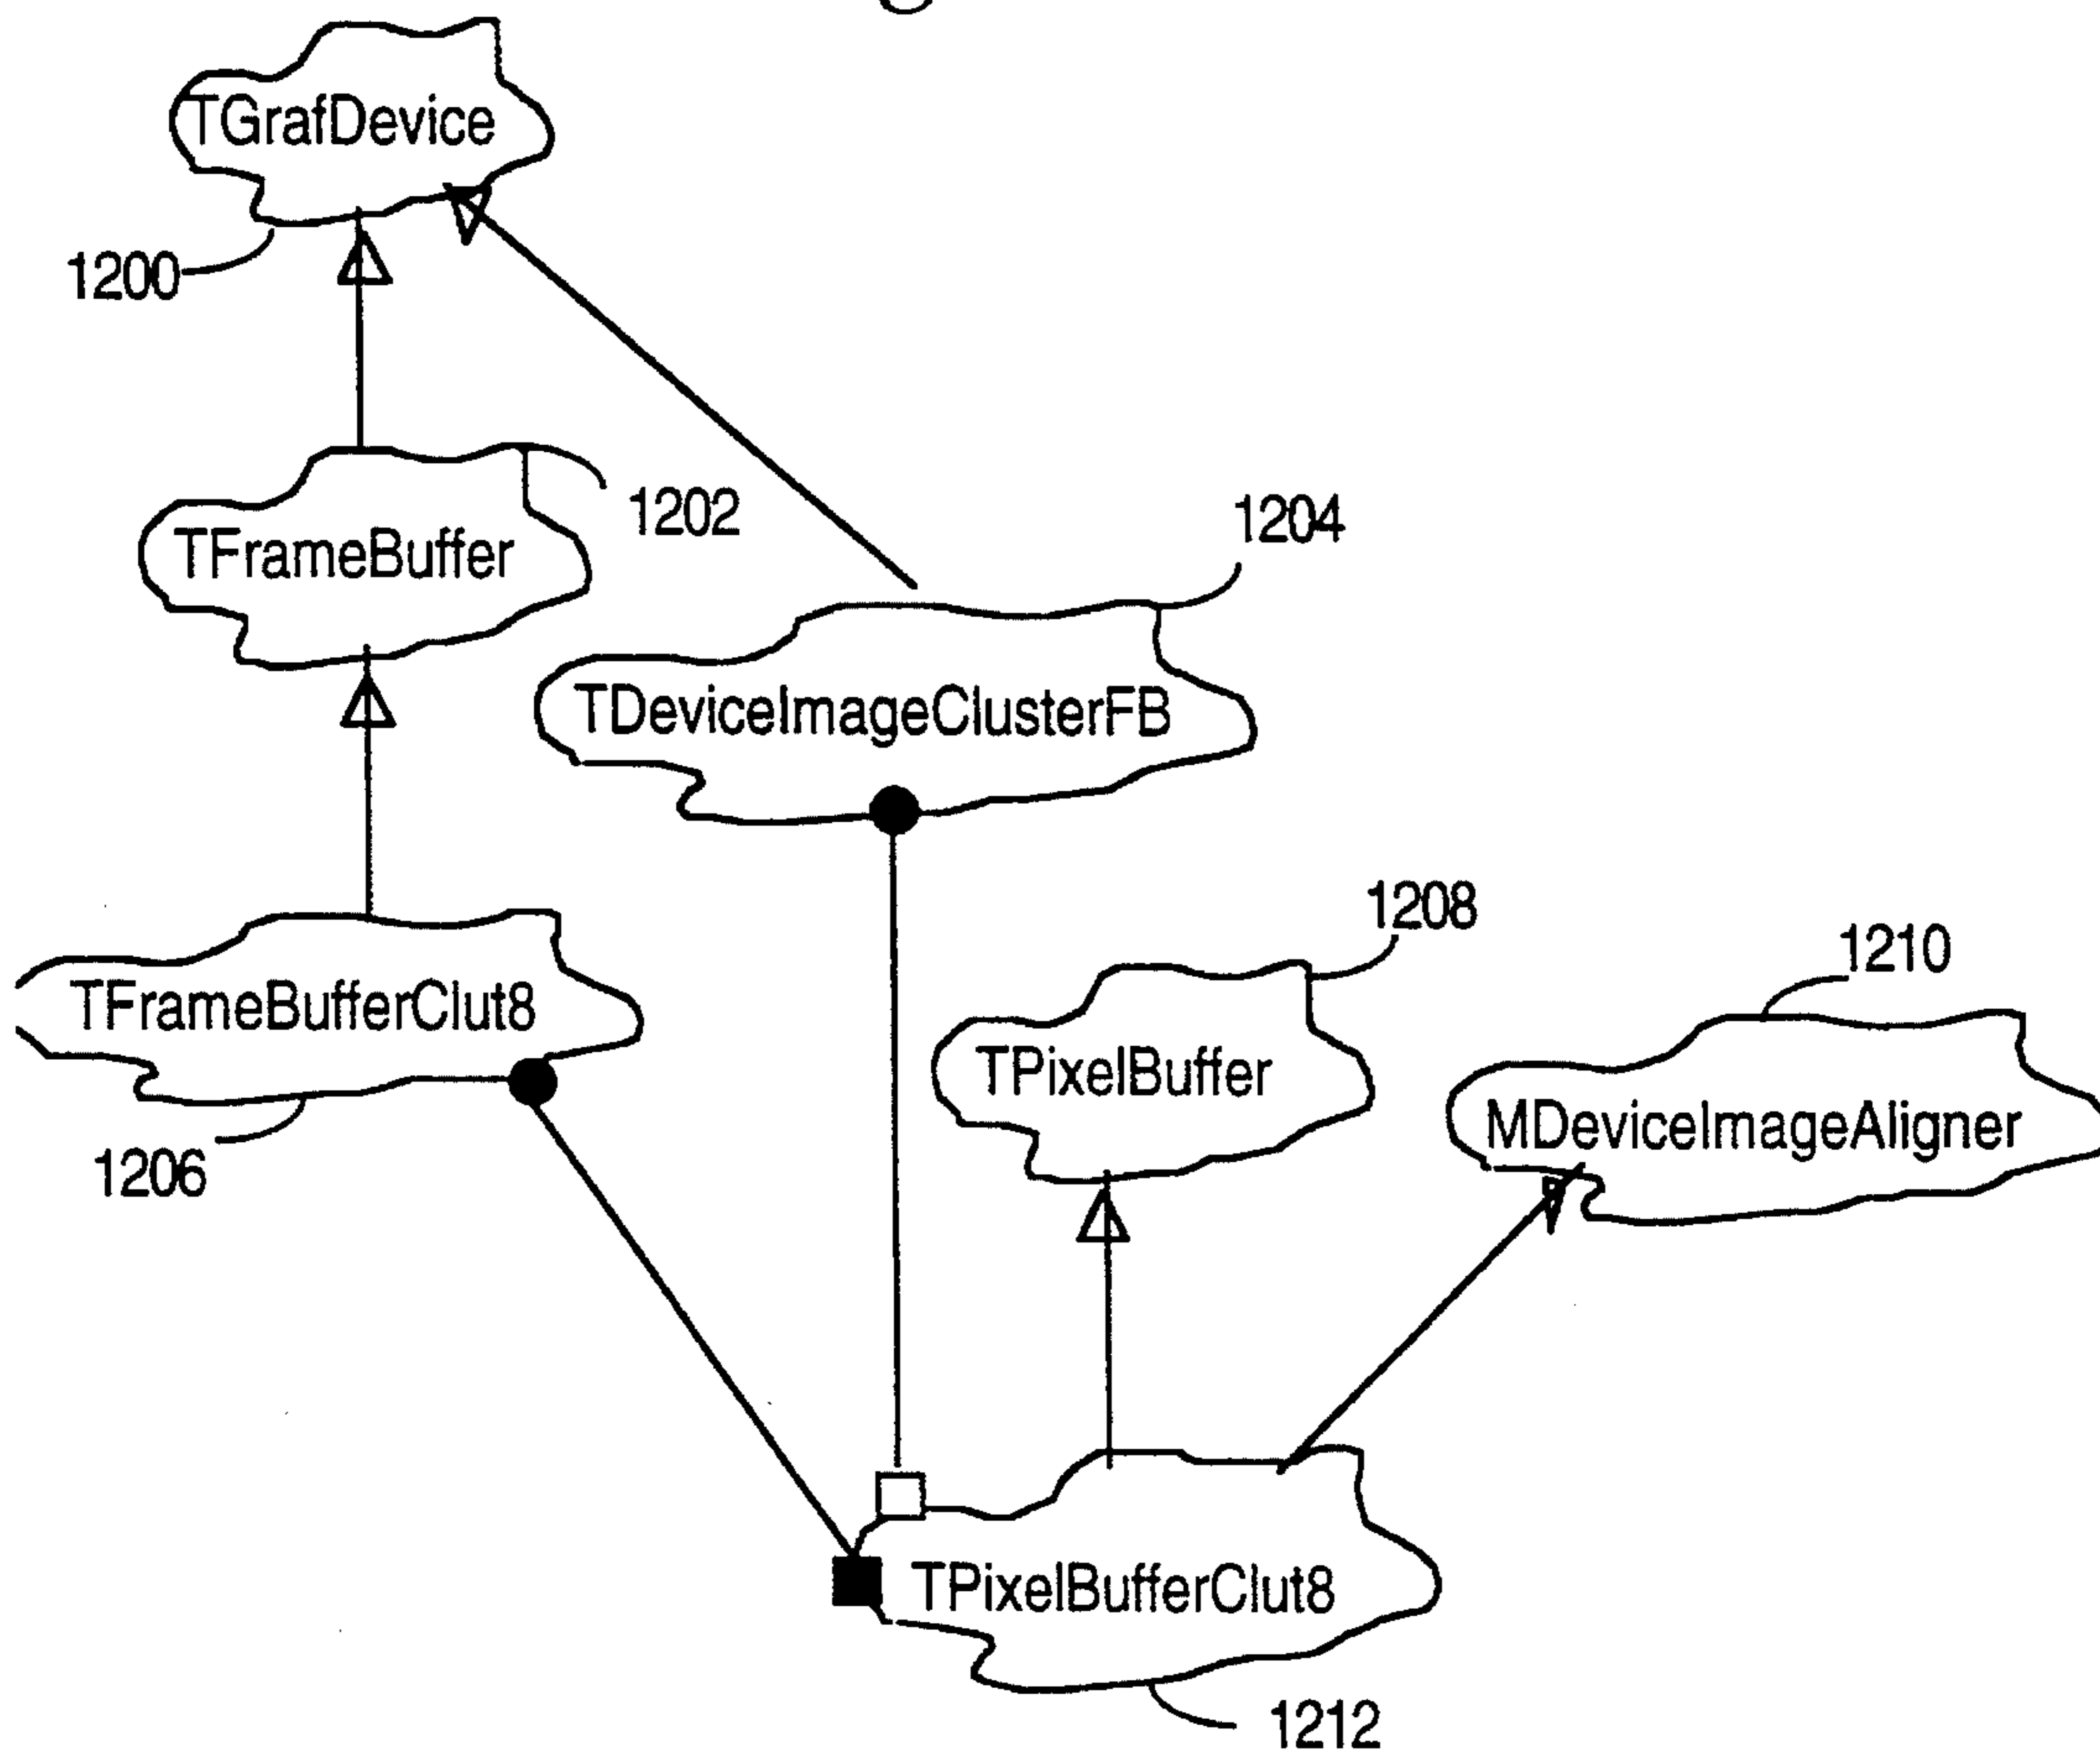 TGrafDevice
1200
TFrameBuffer
1202
1204
TDeviceImageClusterFB
TFrameBufferClut8
1206
1208
TPixelBuffer
1210
MDeviceImageAligner
TPixelBufferClut8
1212